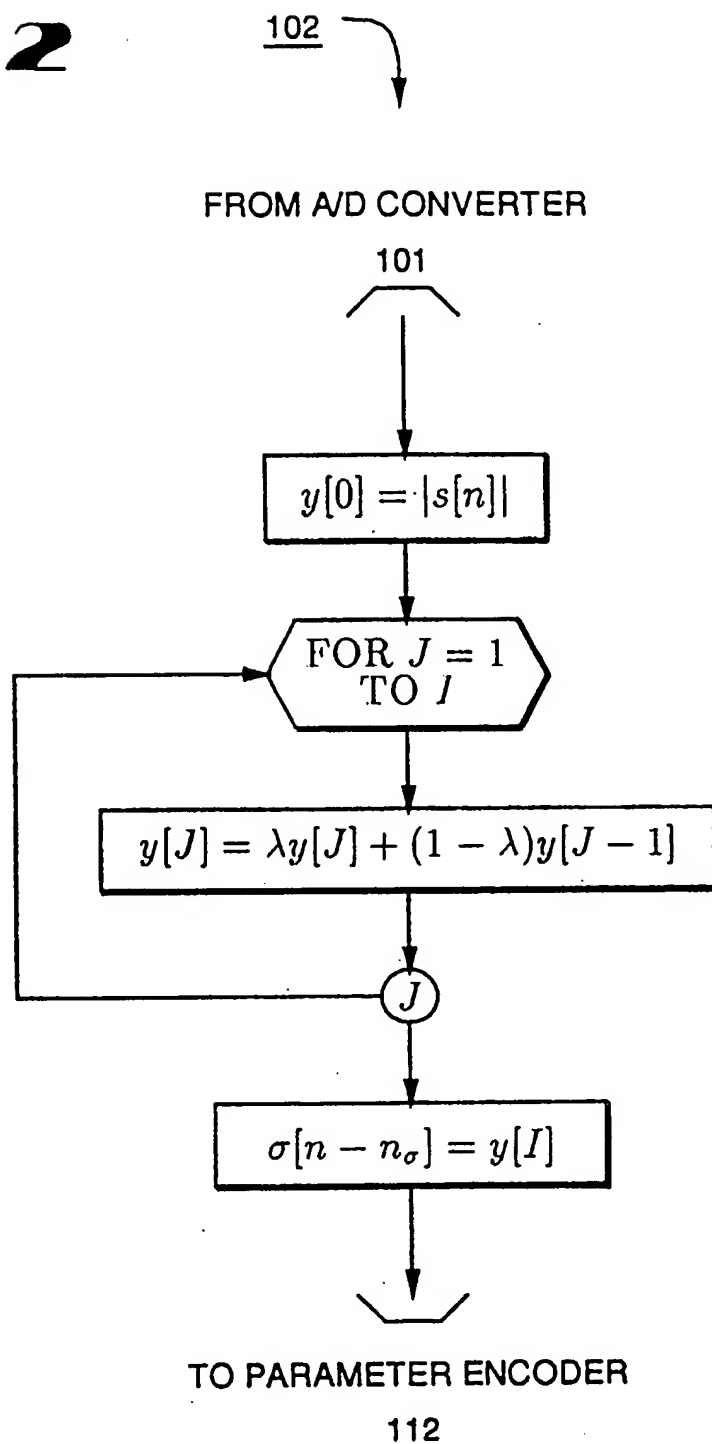 2
102
FROM A/D CONVERTER
101
y[0] = |s[n]|
FOR J = 1
TO I
y[J] = λy[J] + (1 − λ)y[J − 1]
J
σ[n − n_σ] = y[I]
TO PARAMETER ENCODER
112